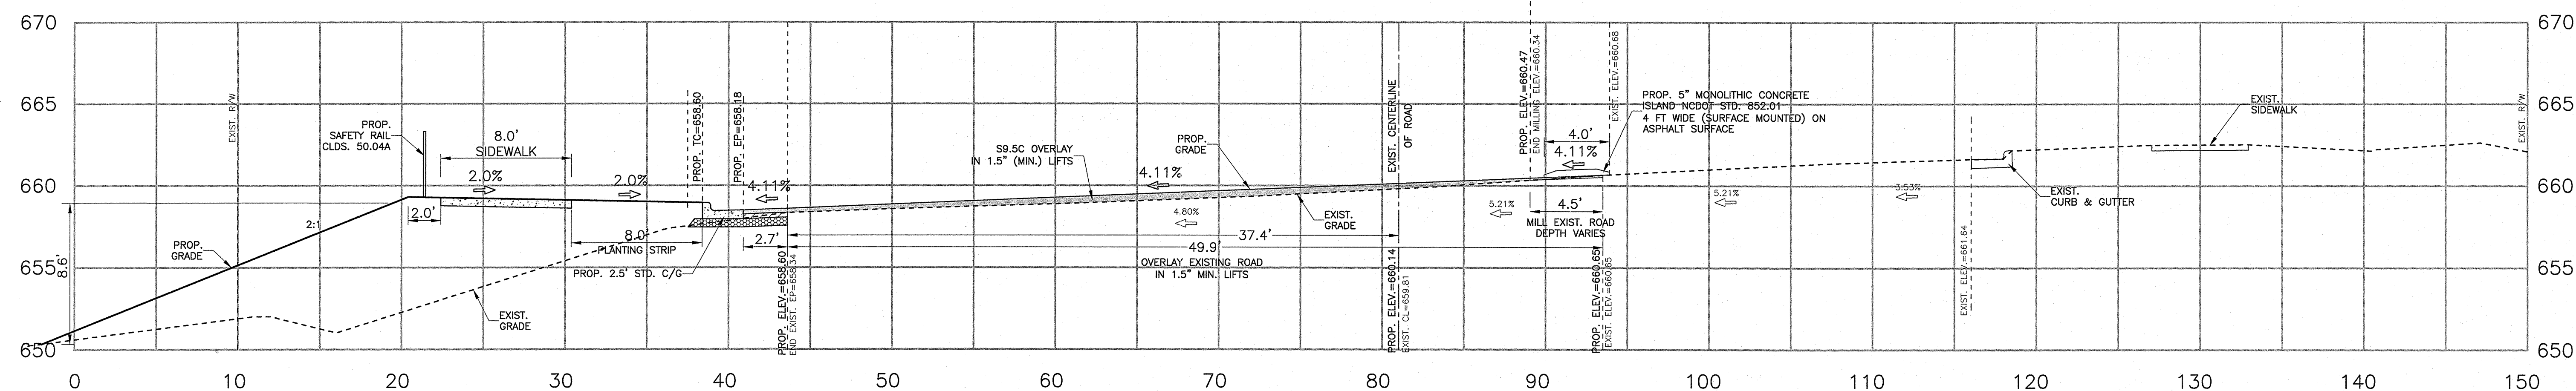 670
665
660
655
650
EXIST. R/W
PROP.
SAFETY RAIL
CLDS. 50.04A
8.0'
SIDEWALK
2.0%
2.0%
2.0'
2:1
PROP.
GRADE
8.6'
EXIST.
GRADE
8.0'
PLANTING STRIP
PROP. 2.5' STD. C/G
PROP. TC=658.60
PROP. EP=658.18
4.11%
2.7'
PROP. ELEV.=658.60
END EXIST. EP=658.34
S9.5C OVERLAY
IN 1.5" (MIN.) LIFTS
PROP.
GRADE
4.11%
4.80%
EXIST.
GRADE
37.4'
49.9'
OVERLAY EXISTING ROAD
IN 1.5" MIN. LIFTS
EXIST. CENTERLINE
OF ROAD
PROP. ELEV.=660.14
EXIST. CL=659.81
PROP. ELEV.=660.47
END MILLING ELEV.=660.34
EXIST. ELEV.=660.68
4.0'
4.11%
PROP. 5" MONOLITHIC CONCRETE
ISLAND NCDOT STD. 852.01
4 FT WIDE (SURFACE MOUNTED) ON
ASPHALT SURFACE
5.21%
4.5'
MILL EXIST. ROAD
DEPTH VARIES
PROP. ELEV.=660.65
EXIST. ELEV.=660.65
5.21%
3.53%
EXIST. ELEV.=661.64
EXIST.
CURB & GUTTER
EXIST.
SIDEWALK
EXIST. R/W
670
665
660
655
650
0 10 20 30 40 50 60 70 80 90 100 110 120 130 140 150